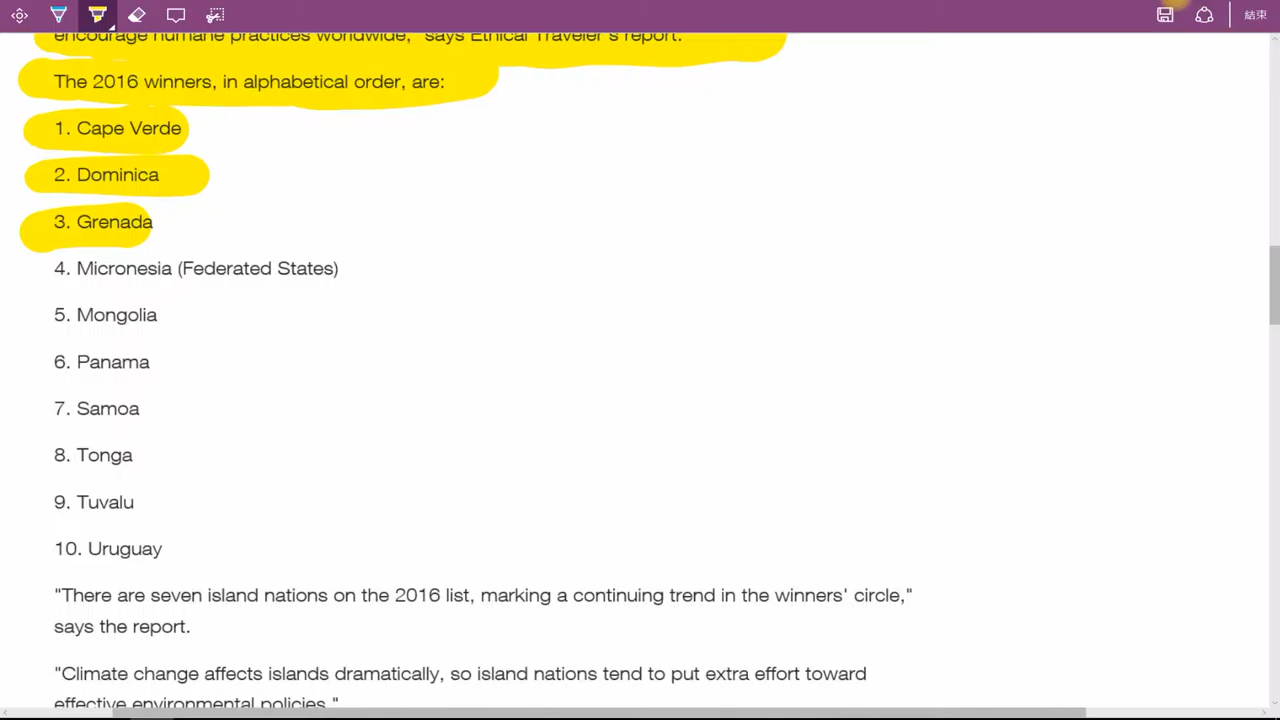 結束
encourage humane practices worldwide," says Ethical Traveler's report.
The 2016 winners, in alphabetical order, are:
1. Cape Verde
2. Dominica
3. Grenada
4. Micronesia (Federated States)
5. Mongolia
6. Panama
7. Samoa
8. Tonga
9. Tuvalu
10. Uruguay
"There are seven island nations on the 2016 list, marking a continuing trend in the winners' circle,"
says the report.
"Climate change affects islands dramatically, so island nations tend to put extra effort toward
effective environmental policies."